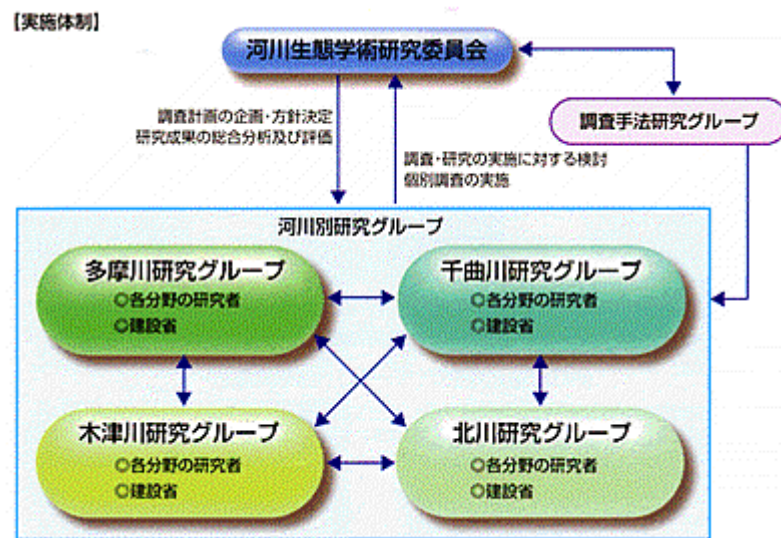 【実施体制】
河川生態学術研究委員会
調査計画の企画・方針決定
研究成果の総合分析及び評価
調査手法研究グループ
調査・研究の実施に対する検討
個別調査の実施
河川別研究グループ
多摩川研究グループ
◎各分野の研究者
◎建設省
千曲川研究グループ
◎各分野の研究者
◎建設省
木津川研究グループ
◎各分野の研究者
◎建設省
北川研究グループ
◎各分野の研究者
◎建設省